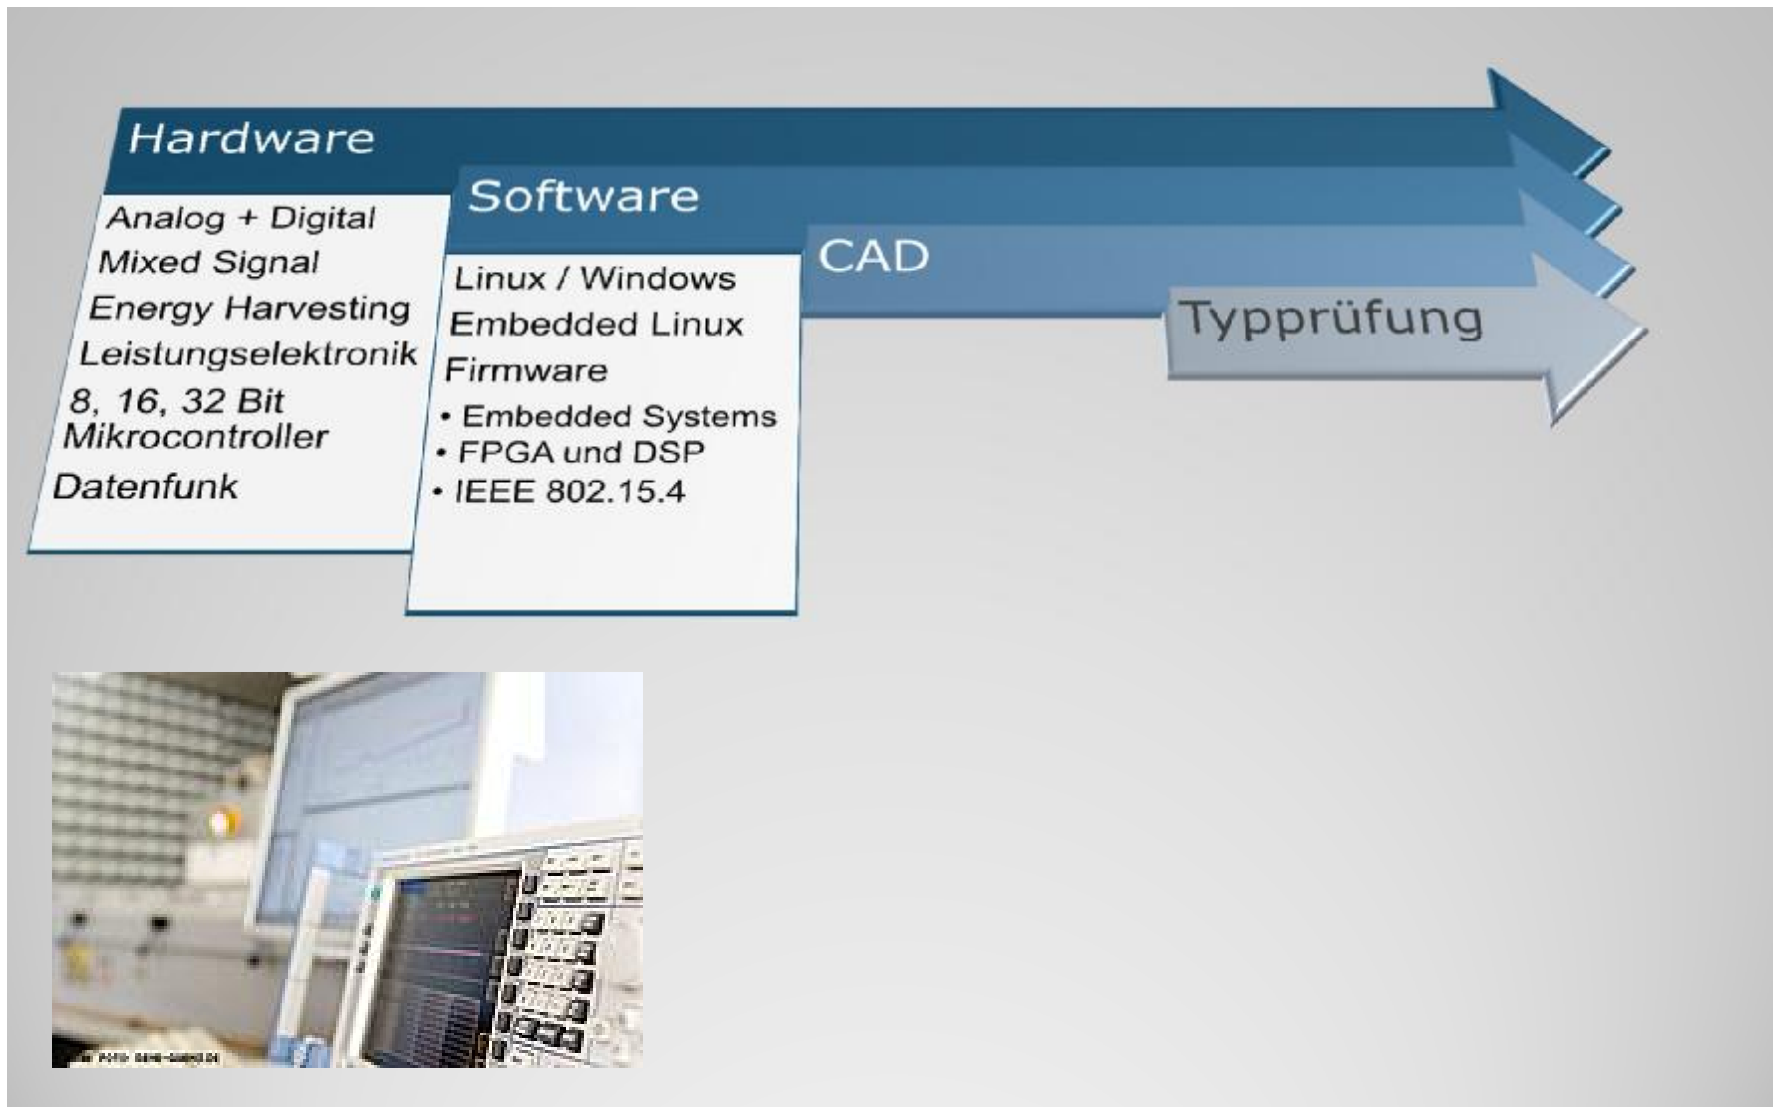 Hardware
Analog + Digital
Mixed Signal
Energy Harvesting
Leistungselektronik
8, 16, 32 Bit
Mikrocontroller
Datenfunk
Software
Linux / Windows
Embedded Linux
Firmware
• Embedded Systems
• FPGA und DSP
• IEEE 802.15.4
CAD
Typprüfung
FOTO